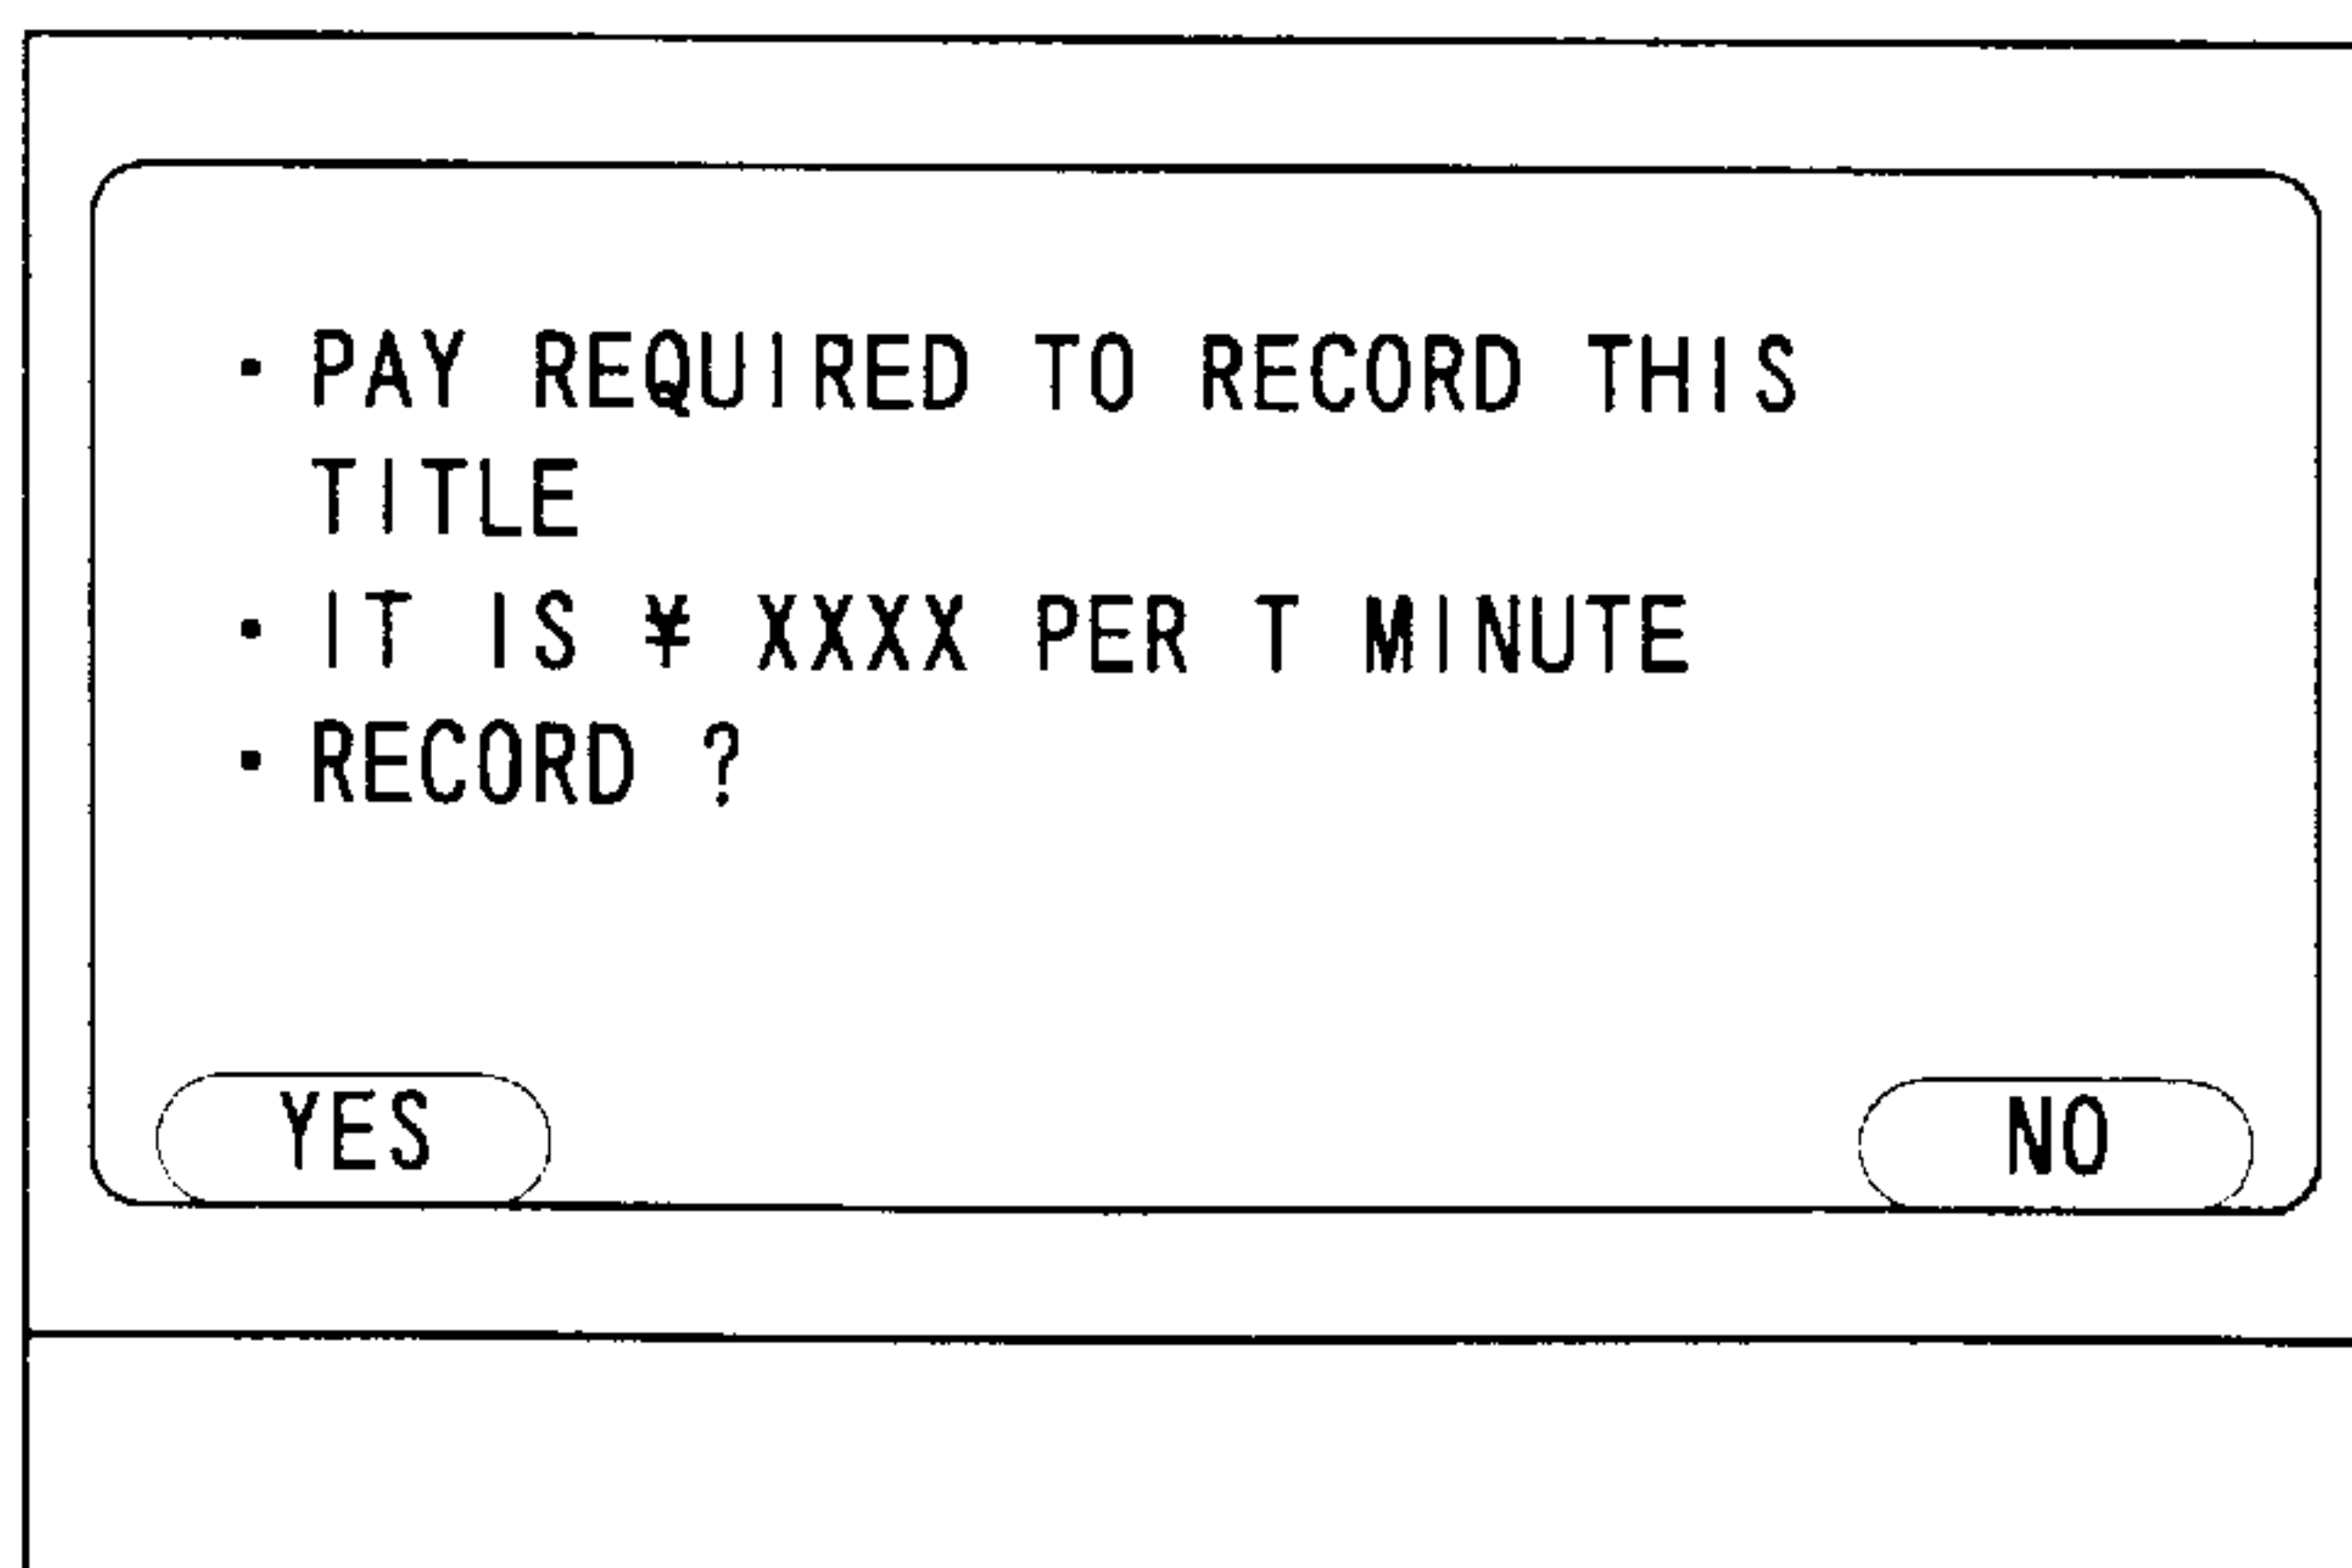 • PAY REQUIRED TO RECORD THIS
TITLE
• IT IS ¥ XXXX PER T MINUTE
• RECORD ?
YES NO